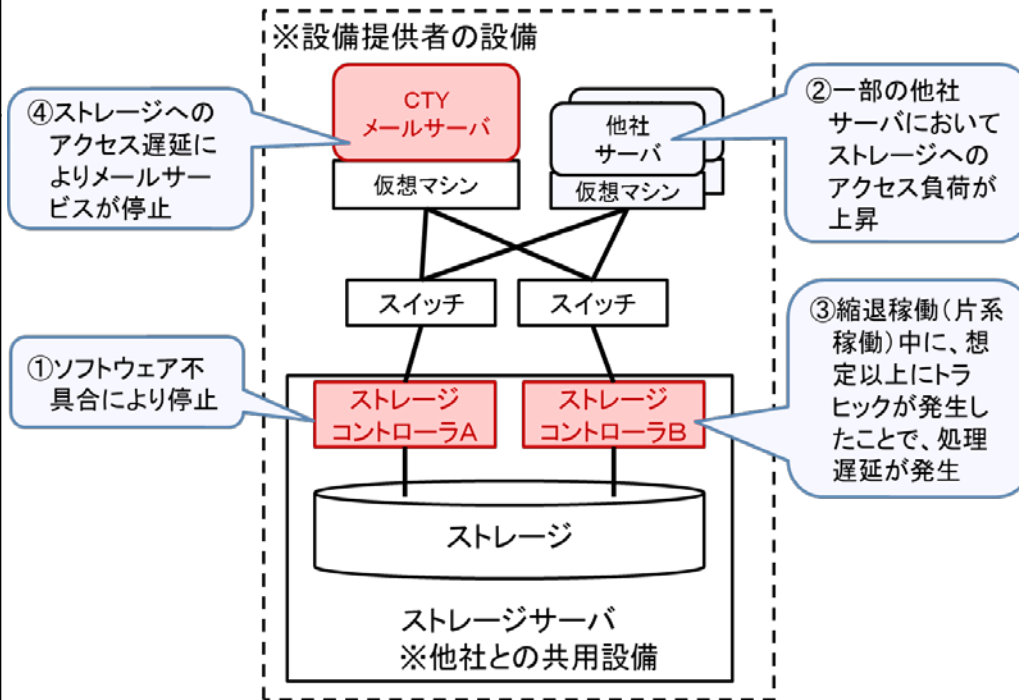 ※設備提供者の設備
CTY
メールサーバ
仮想マシン
他社
サーバ
仮想マシン
④ストレージへの
アクセス遅延に
よりメールサー
ビスが停止
②一部の他社
サーバにおいて
ストレージへの
アクセス負荷が
上昇
スイッチ
スイッチ
①ソフトウェア不
具合により停止
ストレージ
コントローラA
ストレージ
コントローラB
③縮退稼働(片系
稼働)中に、想
定以上にトラ
ヒックが発生し
たことで、処理
遅延が発生
ストレージ
ストレージサーバ
※他社との共用設備